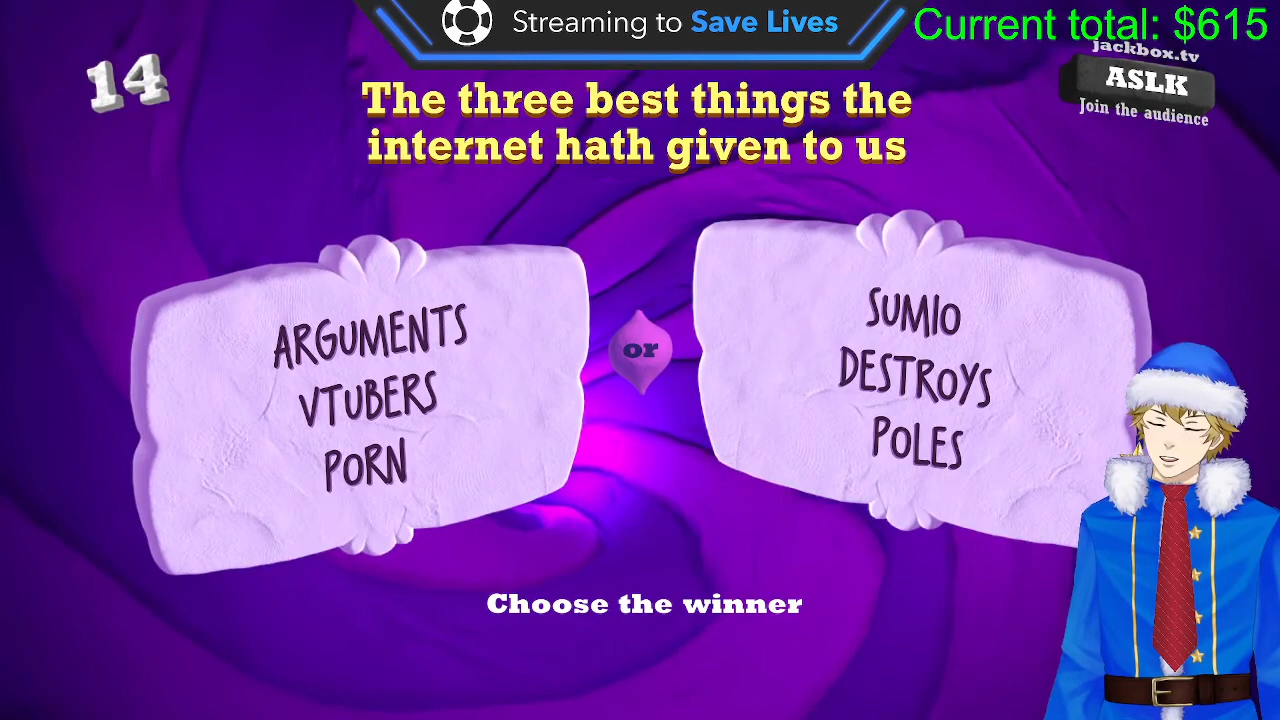 Streaming to Save Lives
Current total: $615
14
jackbox.tv
ASLK
Join the audience
The three best things the
internet hath given to us
ARGUMENTS
VTUBERS
PORN
or
SUMIO
DESTROYS
POLES
Choose the winner